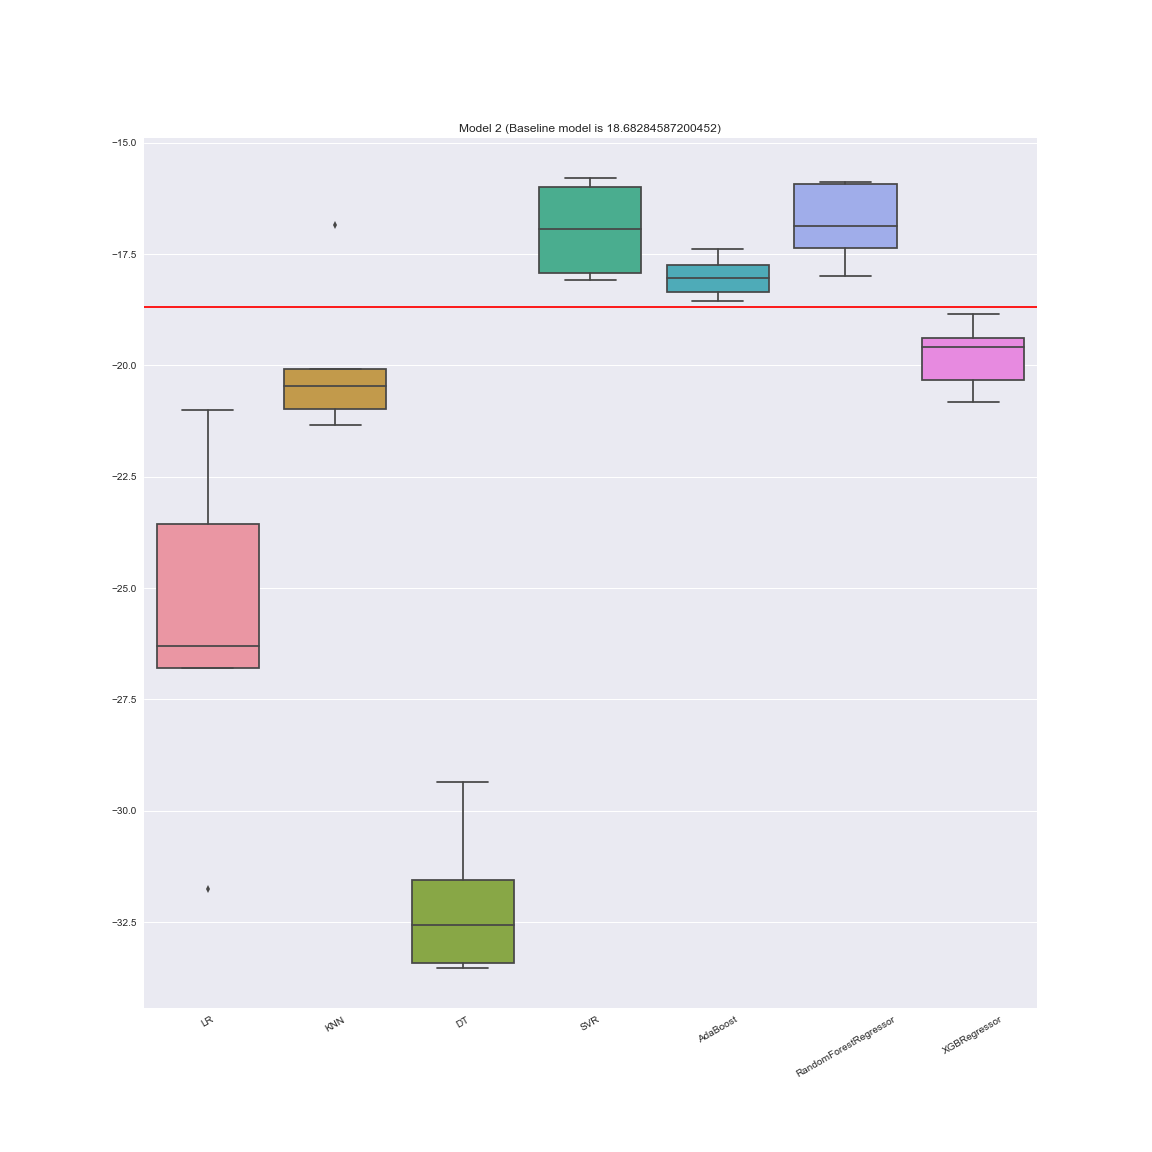 Model 2 (Baseline model is 18.68284587200452)
−15.0
−17.5
−20.0
−22.5
−25.0
−27.5
−30.0
−32.5
LR
KNN
DT
SVR
AdaBoost
RandomForestRegressor
XGBRegressor